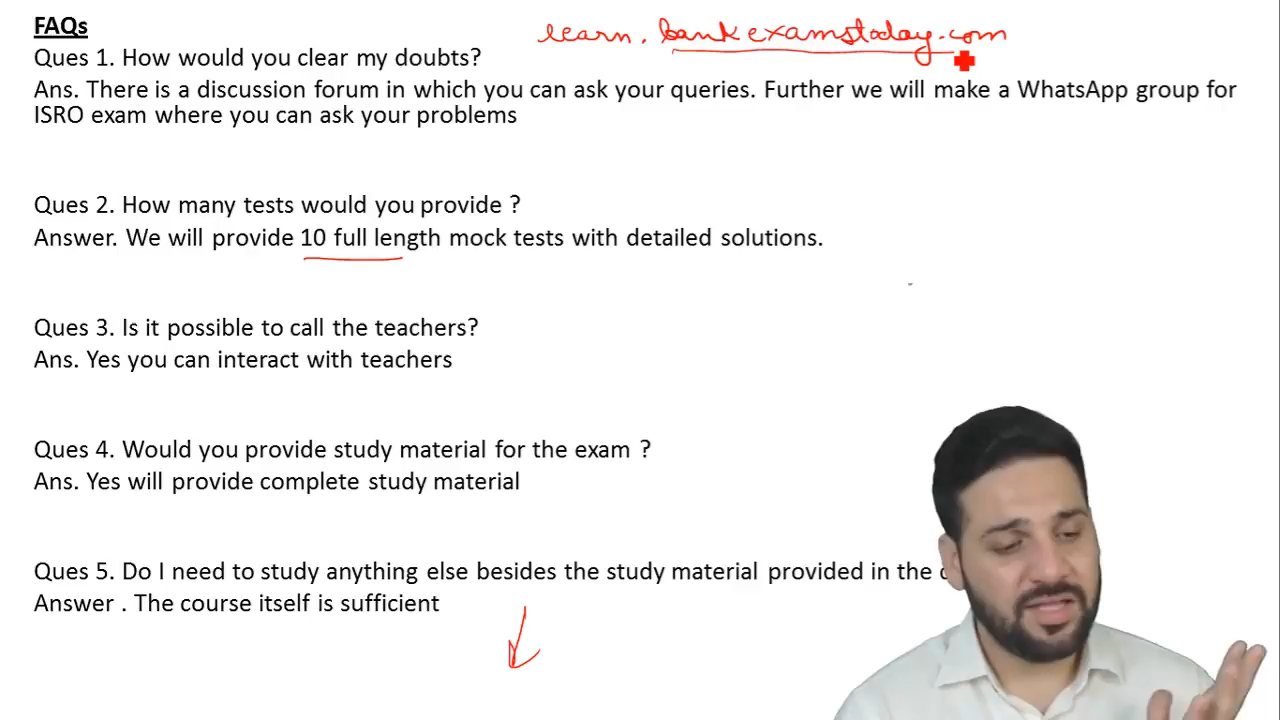 FAQs
learn.bankexamstoday.com
Ques 1. How would you clear my doubts?
Ans. There is a discussion forum in which you can ask your queries. Further we will make a WhatsApp group for
ISRO exam where you can ask your problems
Ques 2. How many tests would you provide ?
Answer. We will provide 10 full length mock tests with detailed solutions.
Ques 3. Is it possible to call the teachers?
Ans. Yes you can interact with teachers
Ques 4. Would you provide study material for the exam ?
Ans. Yes will provide complete study material
Ques 5. Do I need to study anything else besides the study material provided in the
Answer . The course itself is sufficient